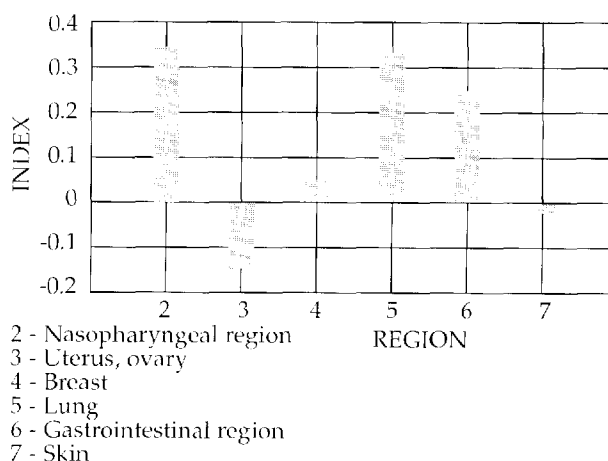 0.4
0.3
0.2
0.1
0
-0.1
-0.2
INDEX
2 3 4 5 6 7
REGION
2 - Nasopharyngeal region
3 - Uterus, ovary
4 - Breast
5 - Lung
6 - Gastrointestinal region
7 - Skin